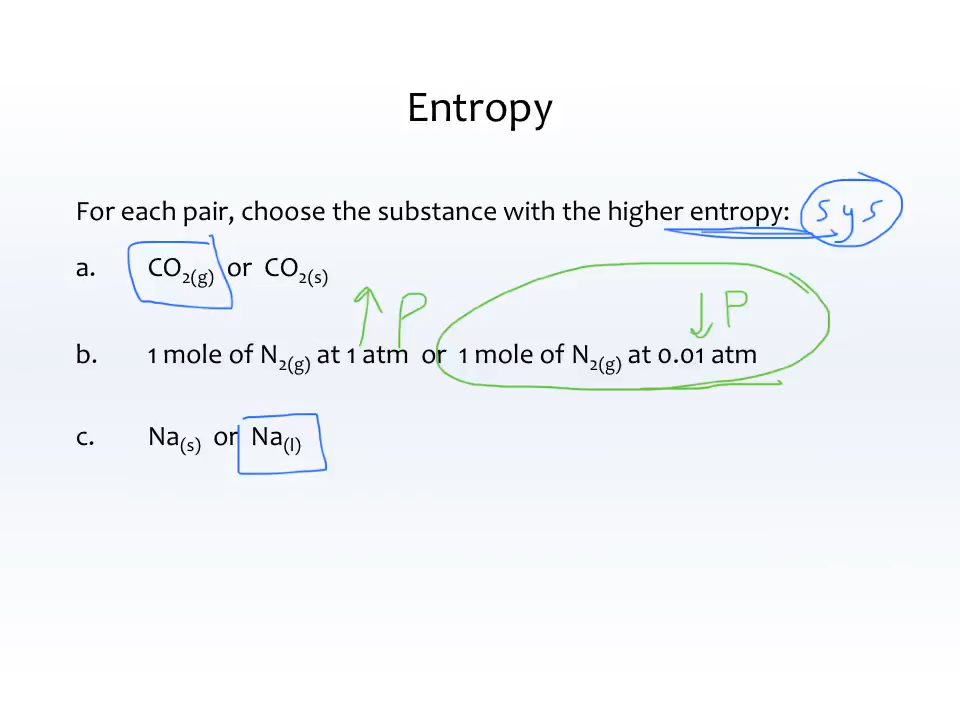 Entropy
For each pair, choose the substance with the higher entropy: sys
a. CO₂₍g₎ or CO₂₍s₎
↑ P ↓ P
b. 1 mole of N₂₍g₎ at 1 atm or 1 mole of N₂₍g₎ at 0.01 atm
c. Na₍s₎ or Na₍l₎